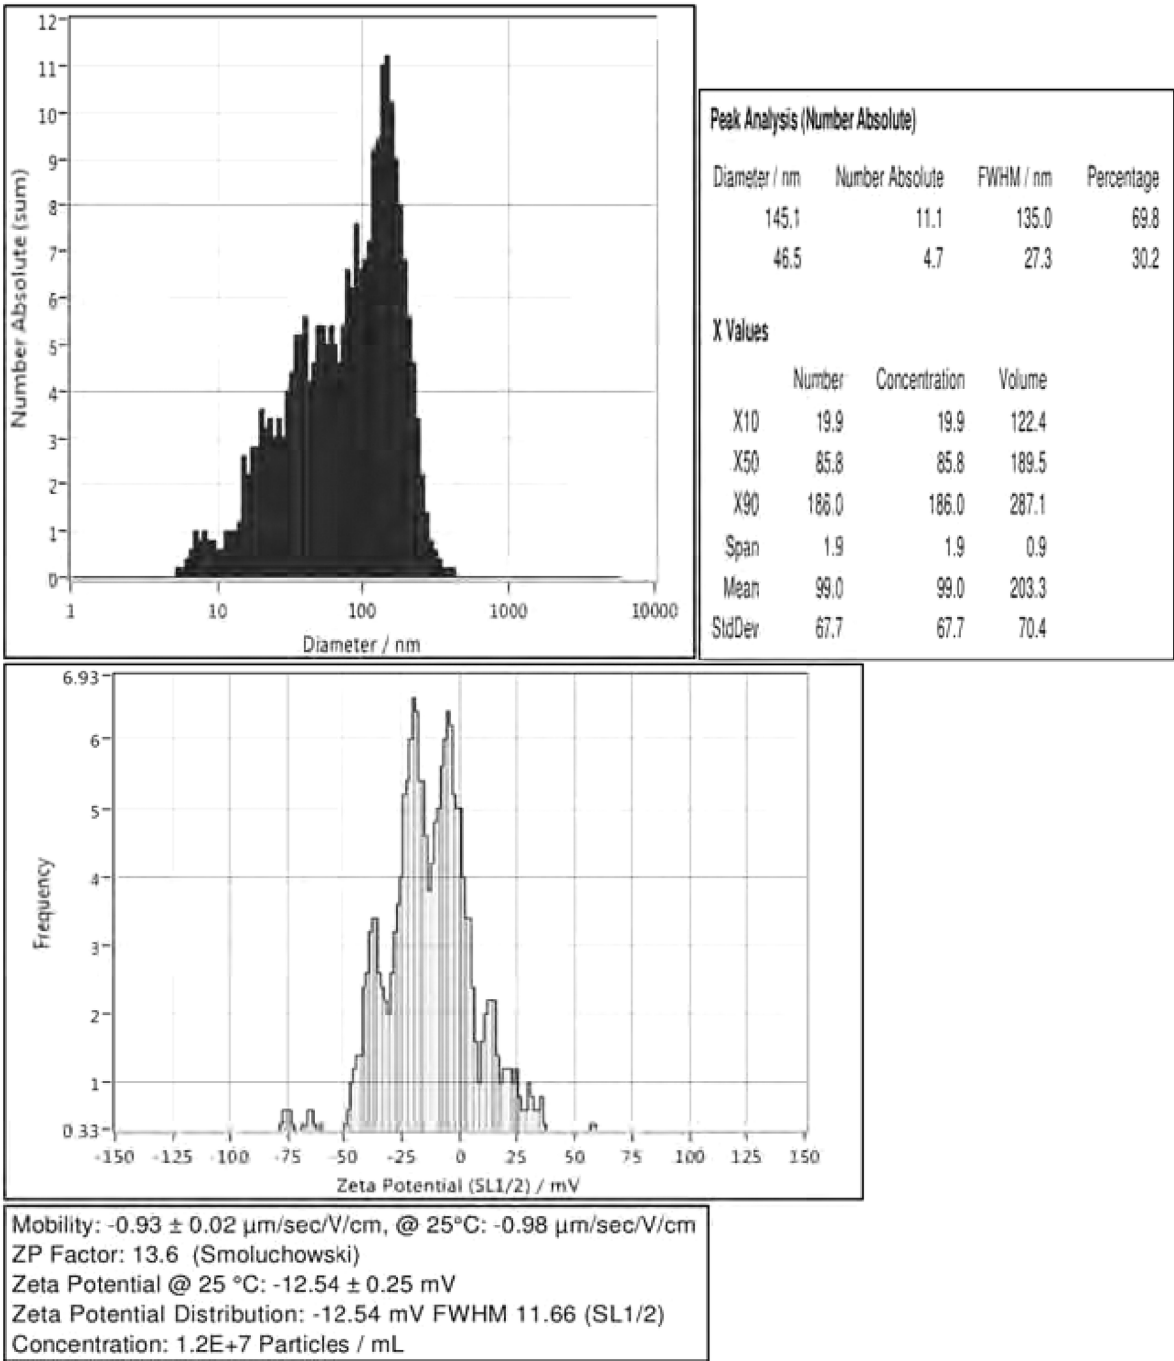 12
11
10
9
8
7
6
5
4
3
2
1
0
Number Absolute (sum)
1 10 100 1000 10000
Diameter / nm
Peak Analysis (Number Absolute)
Diameter / nm Number Absolute FWHM / nm Percentage
145.1 11.1 135.0 69.8
46.5 4.7 27.3 30.2
X Values
Number Concentration Volume
X10 19.9 19.9 122.4
X50 85.8 85.8 189.5
X90 186.0 186.0 287.1
Span 1.9 1.9 0.9
Mean 99.0 99.0 203.3
StdDev 67.7 67.7 70.4
6.93
6
5
4
3
2
1
0.33
Frequency
-150 -125 -100 -75 -50 -25 0 25 50 75 100 125 150
Zeta Potential (SL1/2) / mV
Mobility: -0.93 ± 0.02 µm/sec/V/cm, @ 25°C: -0.98 µm/sec/V/cm
ZP Factor: 13.6 (Smoluchowski)
Zeta Potential @ 25 °C: -12.54 ± 0.25 mV
Zeta Potential Distribution: -12.54 mV FWHM 11.66 (SL1/2)
Concentration: 1.2E+7 Particles / mL